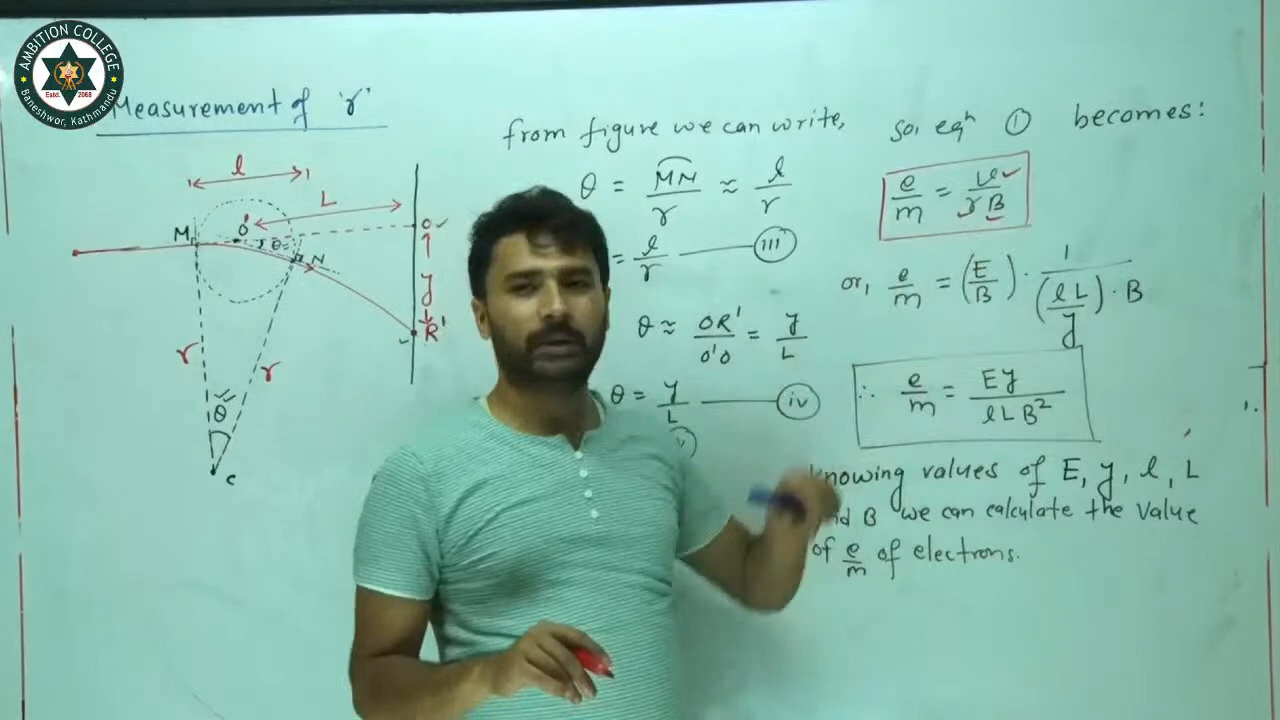 AMBITION COLLEGE
Estd. 2068
Baneshwor, Kathmandu
Measurement of 'r'
l
L
M
O'
θ
N
O
y
R'
r
r
θ
C
from figure we can write,
θ = MN/r ≈ l/r
= l/r —— (iii)
θ ≈ OR'/O'O = y/L
θ = y/L —— (iv)
so, eqn (i) becomes:
e/m = v/rB
or, e/m = (E/B) · 1/(lL/y) · B
∴ e/m = Ey/lLB²
knowing values of E, y, l, L
and B we can calculate the value
of e/m of electrons.